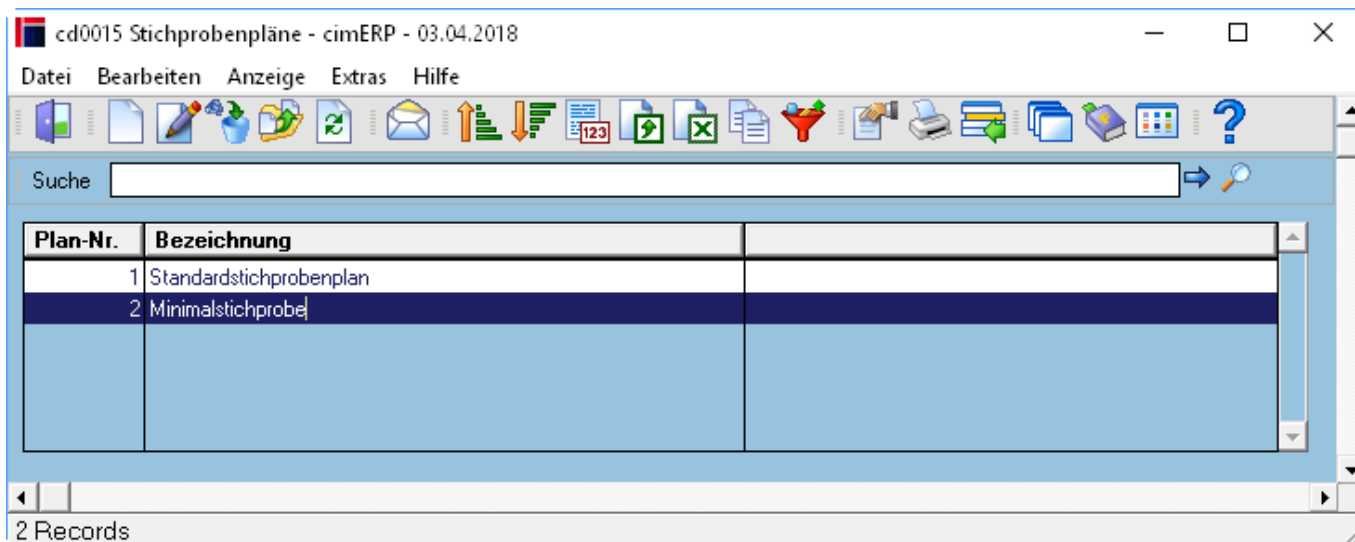 cd0015 Stichprobenpläne - cimERP - 03.04.2018
Datei Bearbeiten Anzeige Extras Hilfe
123
Suche
Plan-Nr. Bezeichnung
1 Standardstichprobenplan
2 Minimalstichprobe
2 Records